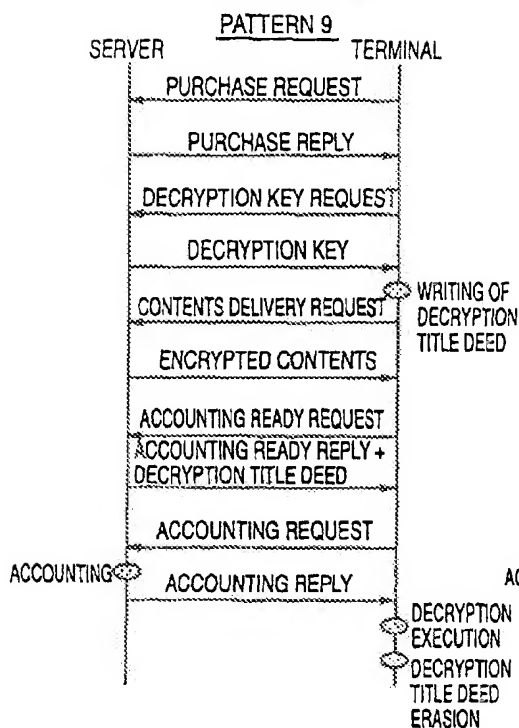 PATTERN 9
SERVER TERMINAL
PURCHASE REQUEST
PURCHASE REPLY
DECRYPTION KEY REQUEST
DECRYPTION KEY
WRITING OF
DECRYPTION
TITLE DEED
CONTENTS DELIVERY REQUEST
ENCRYPTED CONTENTS
ACCOUNTING READY REQUEST
ACCOUNTING READY REPLY +
DECRYPTION TITLE DEED
ACCOUNTING REQUEST
ACCOUNTING
ACCOUNTING REPLY
AC
DECRYPTION
EXECUTION
DECRYPTION
TITLE DEED
ERASION